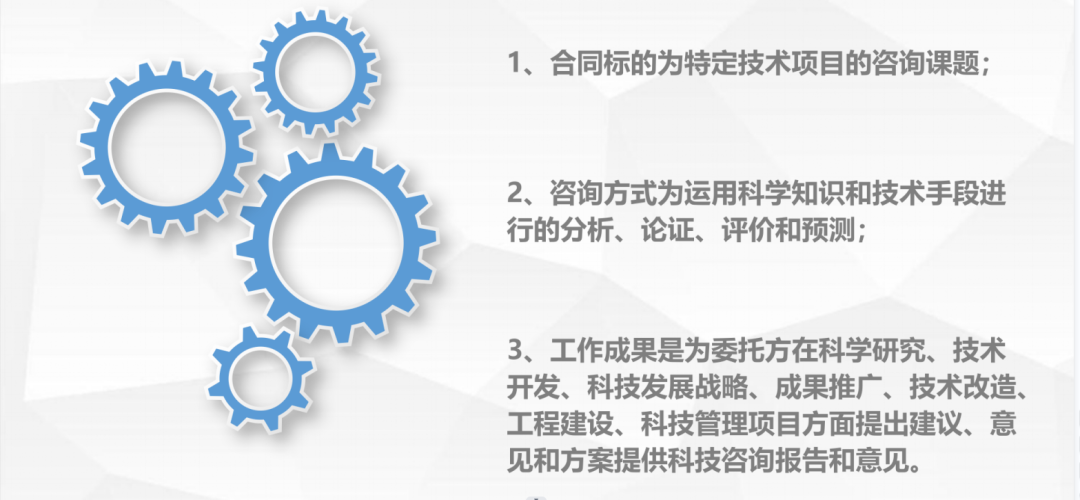 1、合同标的为特定技术项目的咨询课题；
2、咨询方式为运用科学知识和技术手段进
行的分析、论证、评价和预测；
3、工作成果是为委托方在科学研究、技术
开发、科技发展战略、成果推广、技术改造、
工程建设、科技管理项目方面提出建议、意
见和方案提供科技咨询报告和意见。